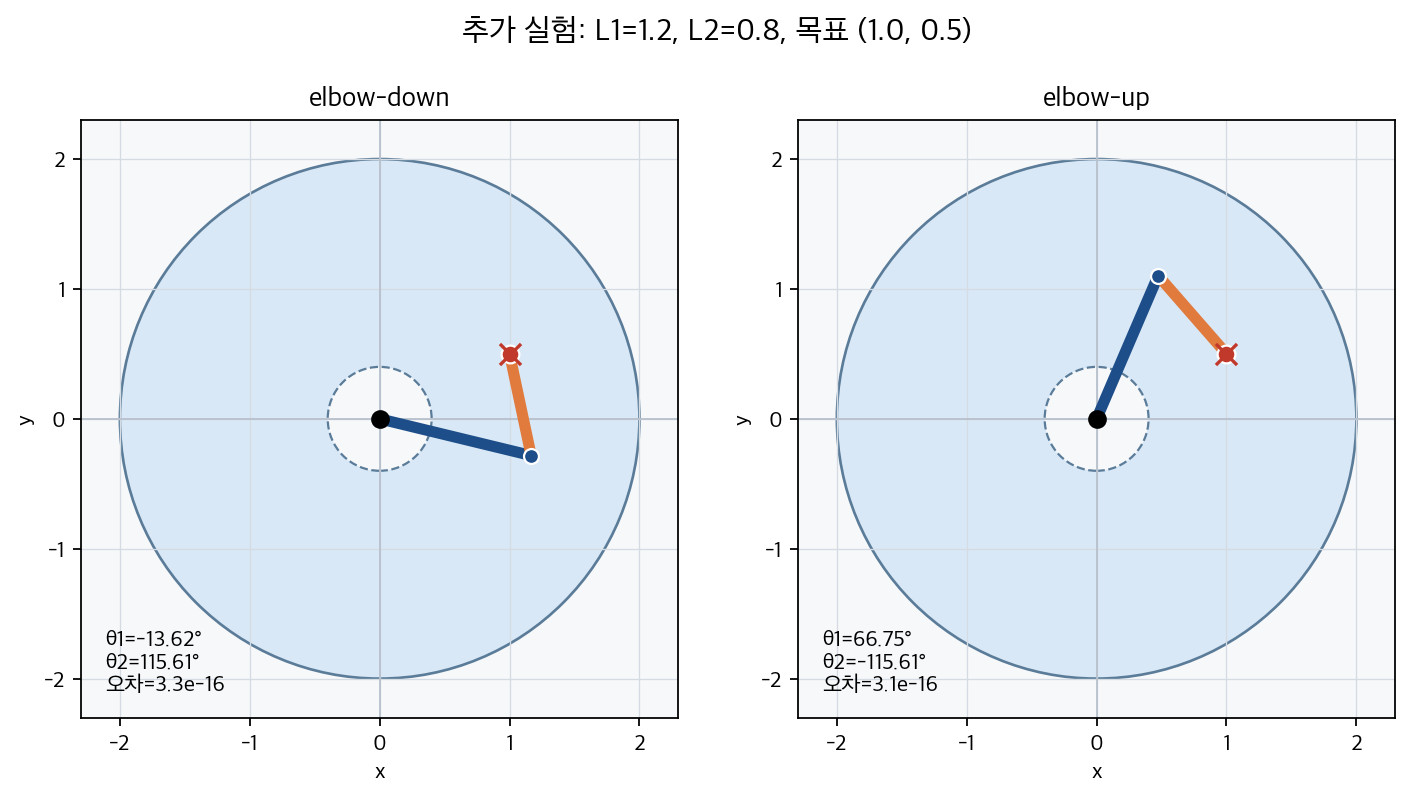 추가 실험: L1=1.2, L2=0.8, 목표 (1.0, 0.5)
elbow-down
2
1
0
-1
-2
y
θ1=-13.62°
θ2=115.61°
오차=3.3e-16
-2 -1 0 1 2
x
elbow-up
2
1
0
-1
-2
y
θ1=66.75°
θ2=-115.61°
오차=3.1e-16
-2 -1 0 1 2
x